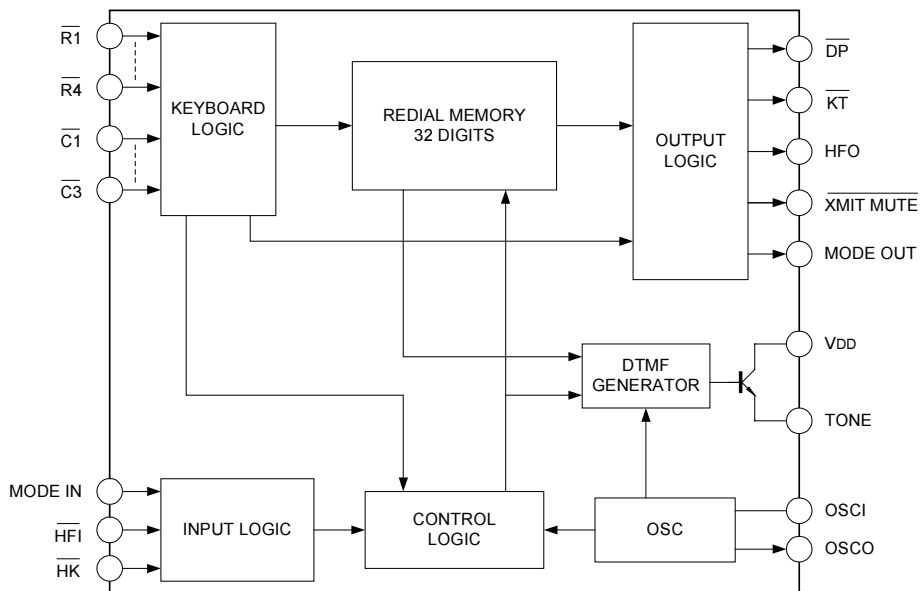 R1
R4
C1
C3
KEYBOARD
LOGIC
REDIAL MEMORY
32 DIGITS
OUTPUT
LOGIC
DP
KT
HFO
XMIT MUTE
MODE OUT
DTMF
GENERATOR
VDD
TONE
MODE IN
HFI
HK
INPUT LOGIC
CONTROL
LOGIC
OSC
OSCI
OSCO